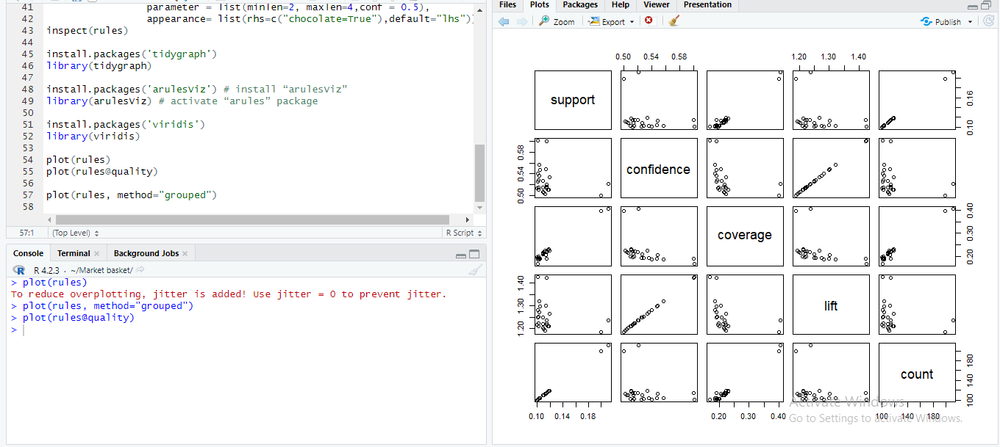 41 parameter = list(minlen=2, maxlen=4,conf = 0.5),
42 appearance= list(rhs=c("chocolate=True"),default="lhs")
43 inspect(rules)
44
45 install.packages('tidygraph')
46 library(tidygraph)
47
48 install.packages('arulesViz') # install “arulesViz”
49 library(arulesViz) # activate “arules” package
50
51 install.packages('viridis')
52 library(viridis)
53
54 plot(rules)
55 plot(rules@quality)
56
57 plot(rules, method="grouped")
58
57:1 (Top Level) R Script
Console Terminal Background Jobs
R R 4.2.3 · ~/Market basket/
> plot(rules)
To reduce overplotting, jitter is added! Use jitter = 0 to prevent jitter.
> plot(rules, method="grouped")
> plot(rules@quality)
>
Files Plots Packages Help Viewer Presentation
Zoom Export Publish
0.50 0.54 0.58 1.20 1.30 1.40
support
0.10 0.16
confidence
0.50 0.54 0.58
coverage
0.20 0.30 0.40
lift
1.20 1.30 1.40
count
100 140 180
0.10 0.14 0.18 0.20 0.30 0.40 100 140 180
Activate Windows
Go to Settings to activate Windows.